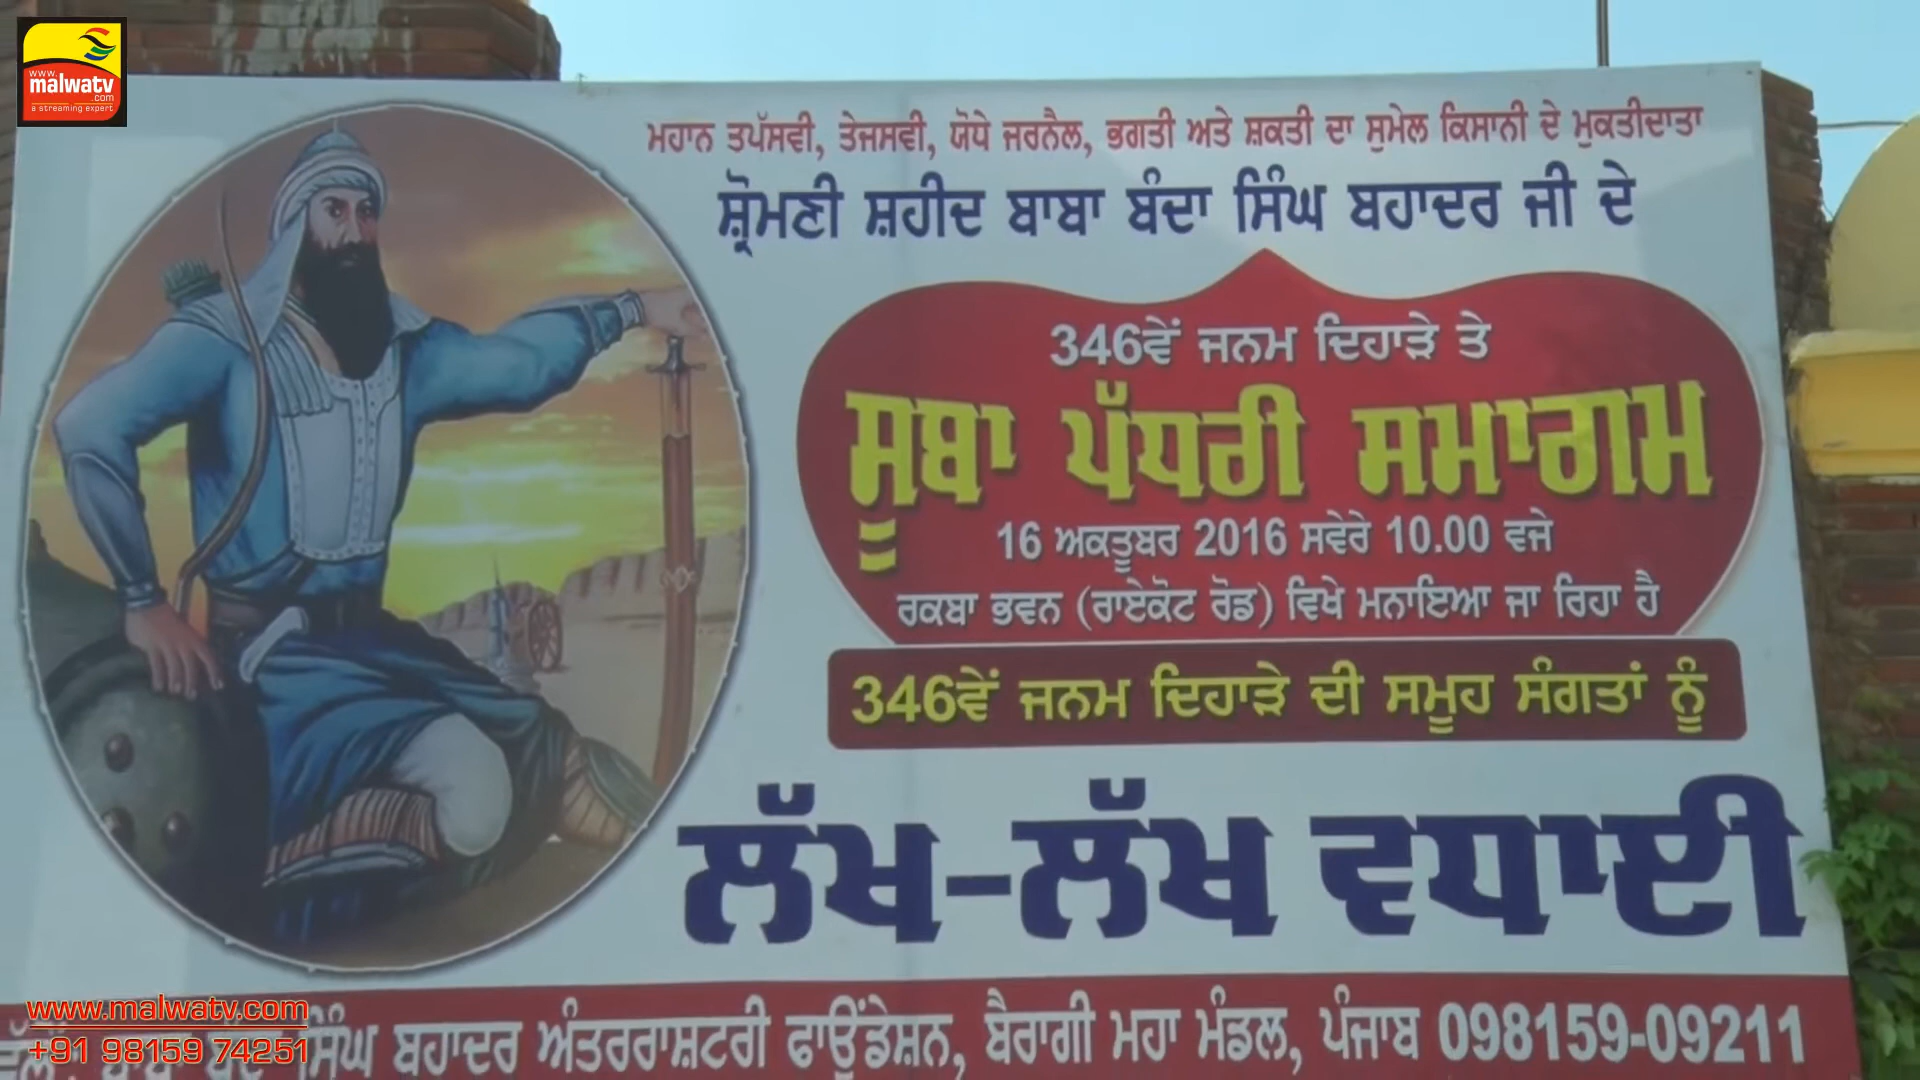 www.
malwatv
.com
a streaming expert
ਮਹਾਨ ਤਪੱਸਵੀ, ਤੇਜਸਵੀ, ਯੋਧੇ ਜਰਨੈਲ, ਭਗਤੀ ਅਤੇ ਸ਼ਕਤੀ ਦਾ ਸੁਮੇਲ ਕਿਸਾਨੀ ਦੇ ਮੁਕਤੀਦਾਤਾ
ਸ਼੍ਰੋਮਣੀ ਸ਼ਹੀਦ ਬਾਬਾ ਬੰਦਾ ਸਿੰਘ ਬਹਾਦਰ ਜੀ ਦੇ
346ਵੇਂ ਜਨਮ ਦਿਹਾੜੇ ਤੇ
ਸੂਬਾ ਪੱਧਰੀ ਸਮਾਗਮ
16 ਅਕਤੂਬਰ 2016 ਸਵੇਰੇ 10.00 ਵਜੇ
ਰਕਬਾ ਭਵਨ (ਰਾਏਕੋਟ ਰੋਡ) ਵਿਖੇ ਮਨਾਇਆ ਜਾ ਰਿਹਾ ਹੈ
346ਵੇਂ ਜਨਮ ਦਿਹਾੜੇ ਦੀ ਸਮੂਹ ਸੰਗਤਾਂ ਨੂੰ
ਲੱਖ-ਲੱਖ ਵਧਾਈ
ਸਿੰਘ ਬਹਾਦਰ ਅੰਤਰਰਾਸ਼ਟਰੀ ਫਾਊਂਡੇਸ਼ਨ, ਬੈਰਾਗੀ ਮਹਾ ਮੰਡਲ, ਪੰਜਾਬ 098159-09211
www.malwatv.com
+91 98159 74251